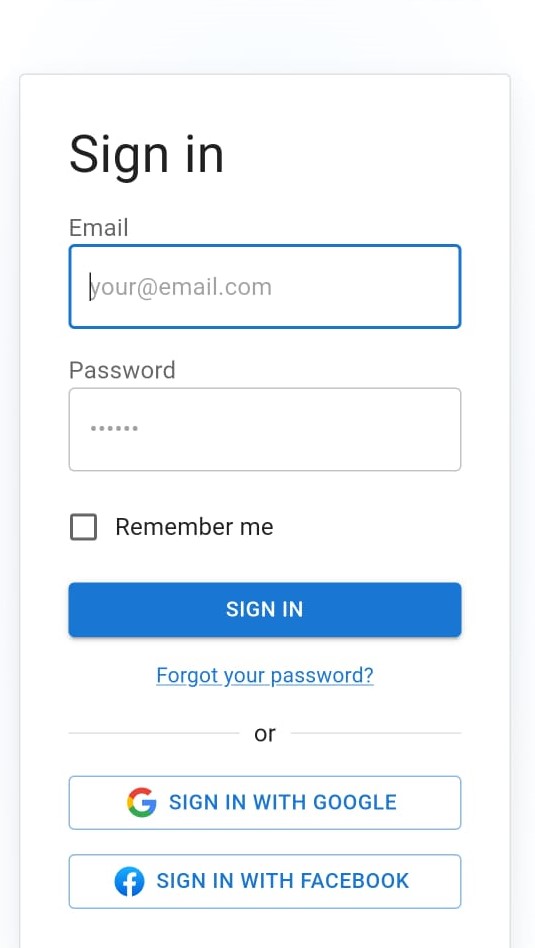 Sign in
Email
your@email.com
Password
••••••
Remember me
SIGN IN
Forgot your password?
or
SIGN IN WITH GOOGLE
SIGN IN WITH FACEBOOK